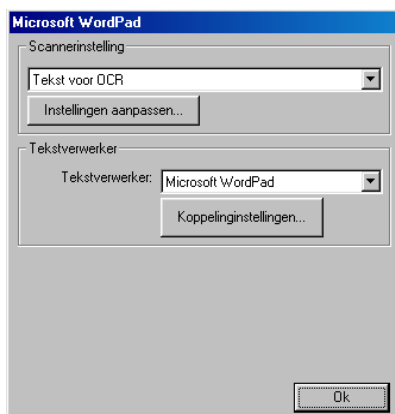 Microsoft WordPad
Scannerinstelling
Tekst voor OCR
Instellingen aanpassen...
Tekstverwerker
Tekstverwerker: Microsoft WordPad
Koppelinginstellingen...
Ok